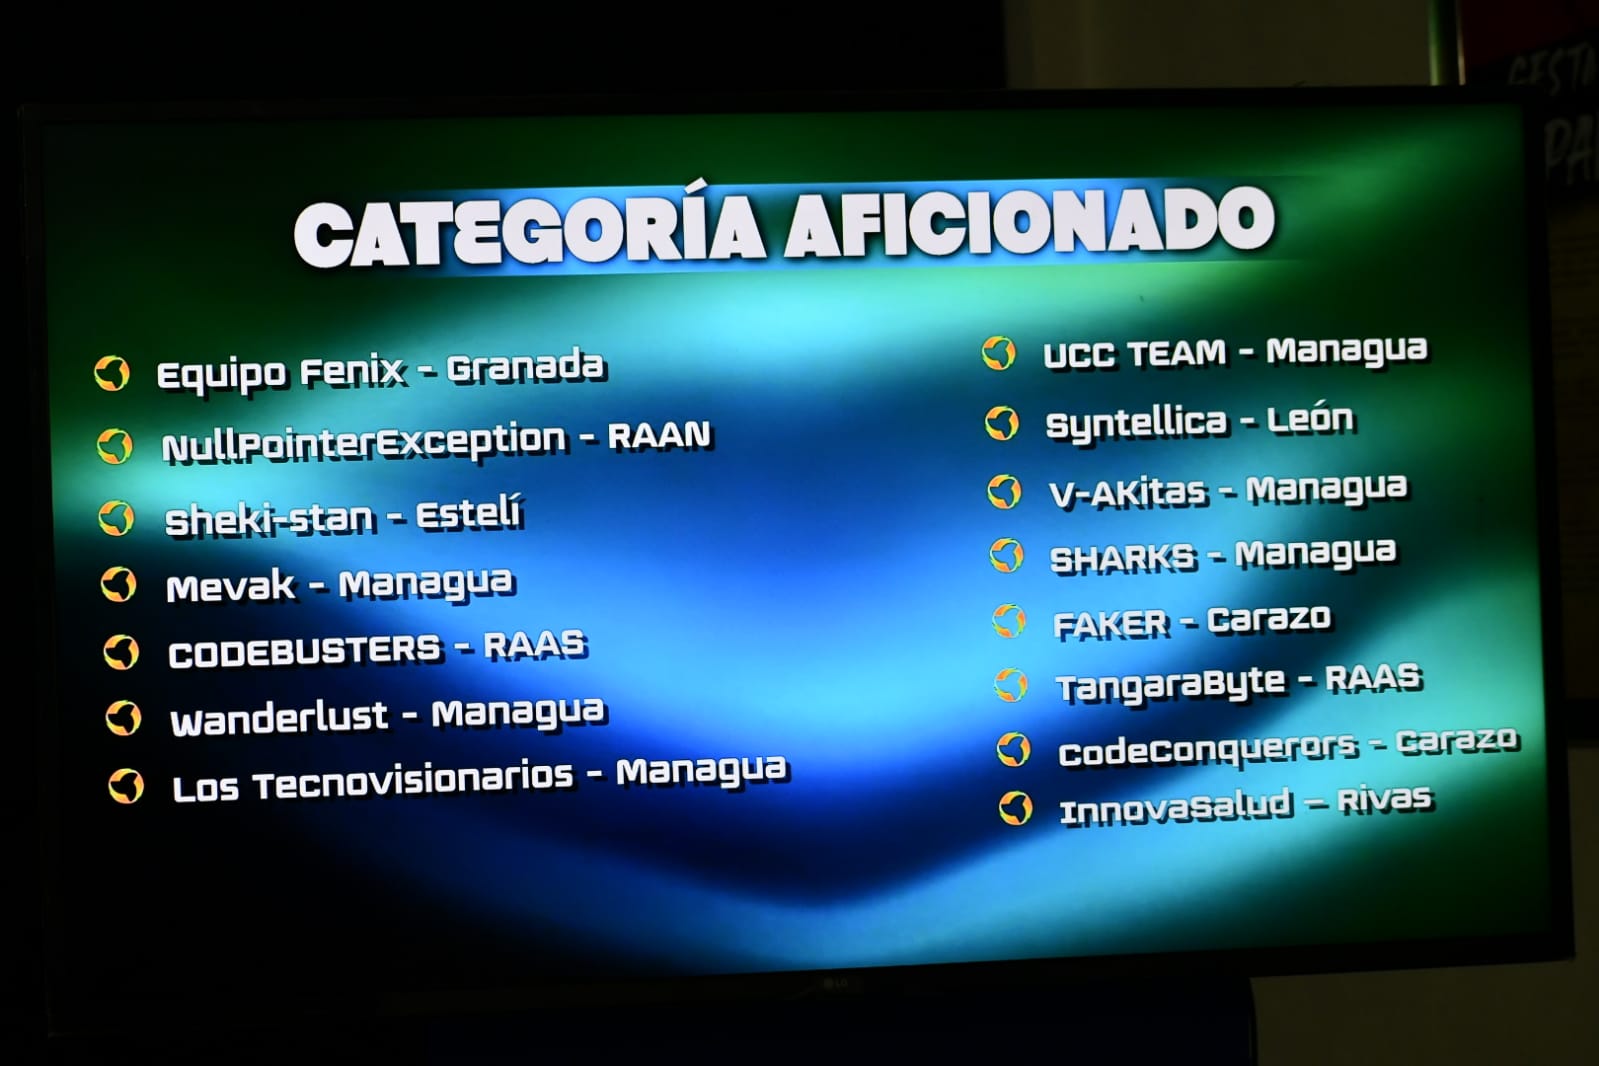 CATEGORÍA AFICIONADO
Equipo Fenix - Granada
NullPointerException - RAAN
Sheki-stan - Estelí
Mevak - Managua
CODEBUSTERS - RAAS
Wanderlust - Managua
Los Tecnovisionarios - Managua
UCC TEAM - Managua
Syntellica - León
V-AKitas - Managua
SHARKS - Managua
FAKER - Carazo
TangaraByte - RAAS
CodeConquerors - Carazo
InnovaSalud – Rivas
LG